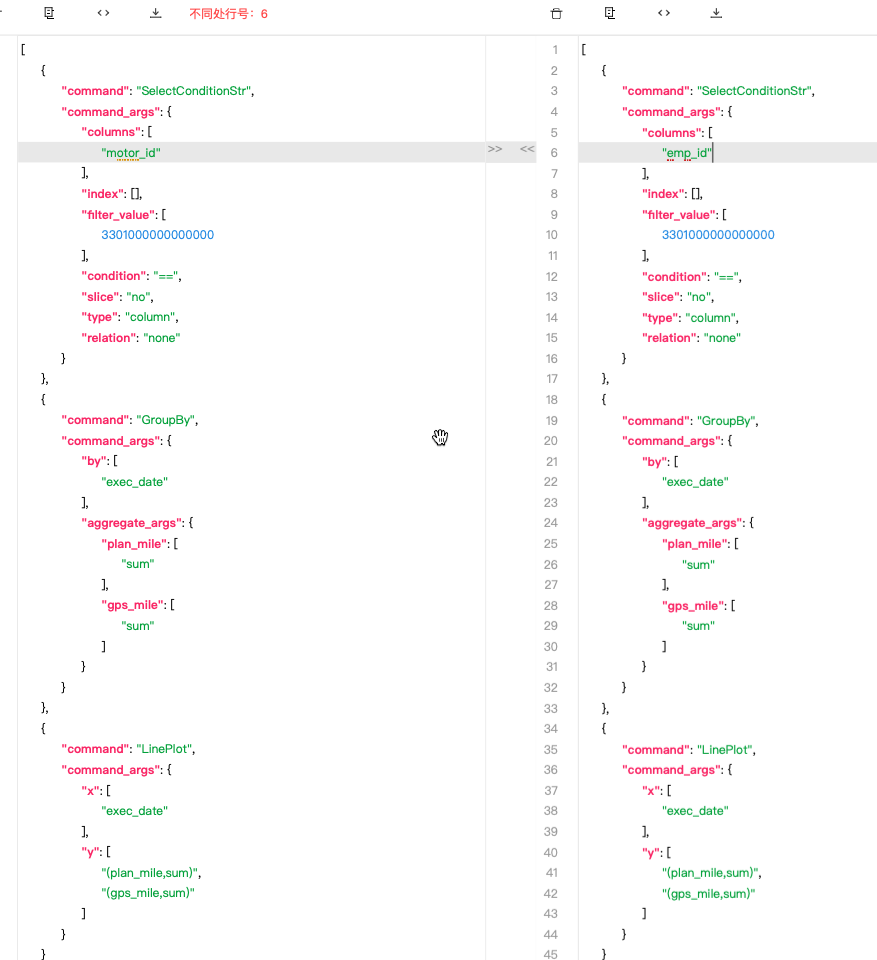 不同处行号：6
[
{
"command": "SelectConditionStr",
"command_args": {
"columns": [
"motor_id"
],
"index": [],
"filter_value": [
3301000000000000
],
"condition": "==",
"slice": "no",
"type": "column",
"relation": "none"
}
},
{
"command": "GroupBy",
"command_args": {
"by": [
"exec_date"
],
"aggregate_args": {
"plan_mile": [
"sum"
],
"gps_mile": [
"sum"
]
}
}
},
{
"command": "LinePlot",
"command_args": {
"x": [
"exec_date"
],
"y": [
"(plan_mile,sum)",
"(gps_mile,sum)"
]
}
}
>> <<
1 [
2 {
3 "command": "SelectConditionStr",
4 "command_args": {
5 "columns": [
6 "emp_id"
7 ],
8 "index": [],
9 "filter_value": [
10 3301000000000000
11 ],
12 "condition": "==",
13 "slice": "no",
14 "type": "column",
15 "relation": "none"
16 }
17 },
18 {
19 "command": "GroupBy",
20 "command_args": {
21 "by": [
22 "exec_date"
23 ],
24 "aggregate_args": {
25 "plan_mile": [
26 "sum"
27 ],
28 "gps_mile": [
29 "sum"
30 ]
31 }
32 }
33 },
34 {
35 "command": "LinePlot",
36 "command_args": {
37 "x": [
38 "exec_date"
39 ],
40 "y": [
41 "(plan_mile,sum)",
42 "(gps_mile,sum)"
43 ]
44 }
45 }